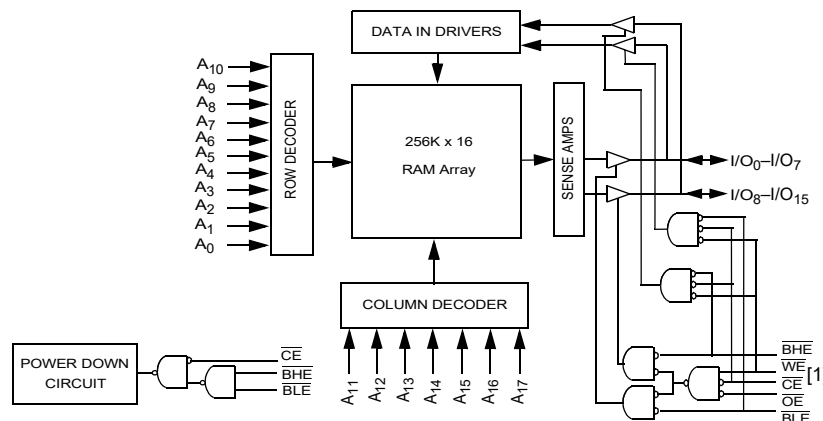 DATA IN DRIVERS
A10
A9
A8
A7
A6
A5
A4
A3
A2
A1
A0
ROW DECODER
256K x 16
RAM Array
SENSE AMPS
I/O0–I/O7
I/O8–I/O15
COLUMN DECODER
A11
A12
A13
A14
A15
A16
A17
POWER DOWN
CIRCUIT
CE
BHE
BLE
BHE
WE
CE
[1
OE
BLE